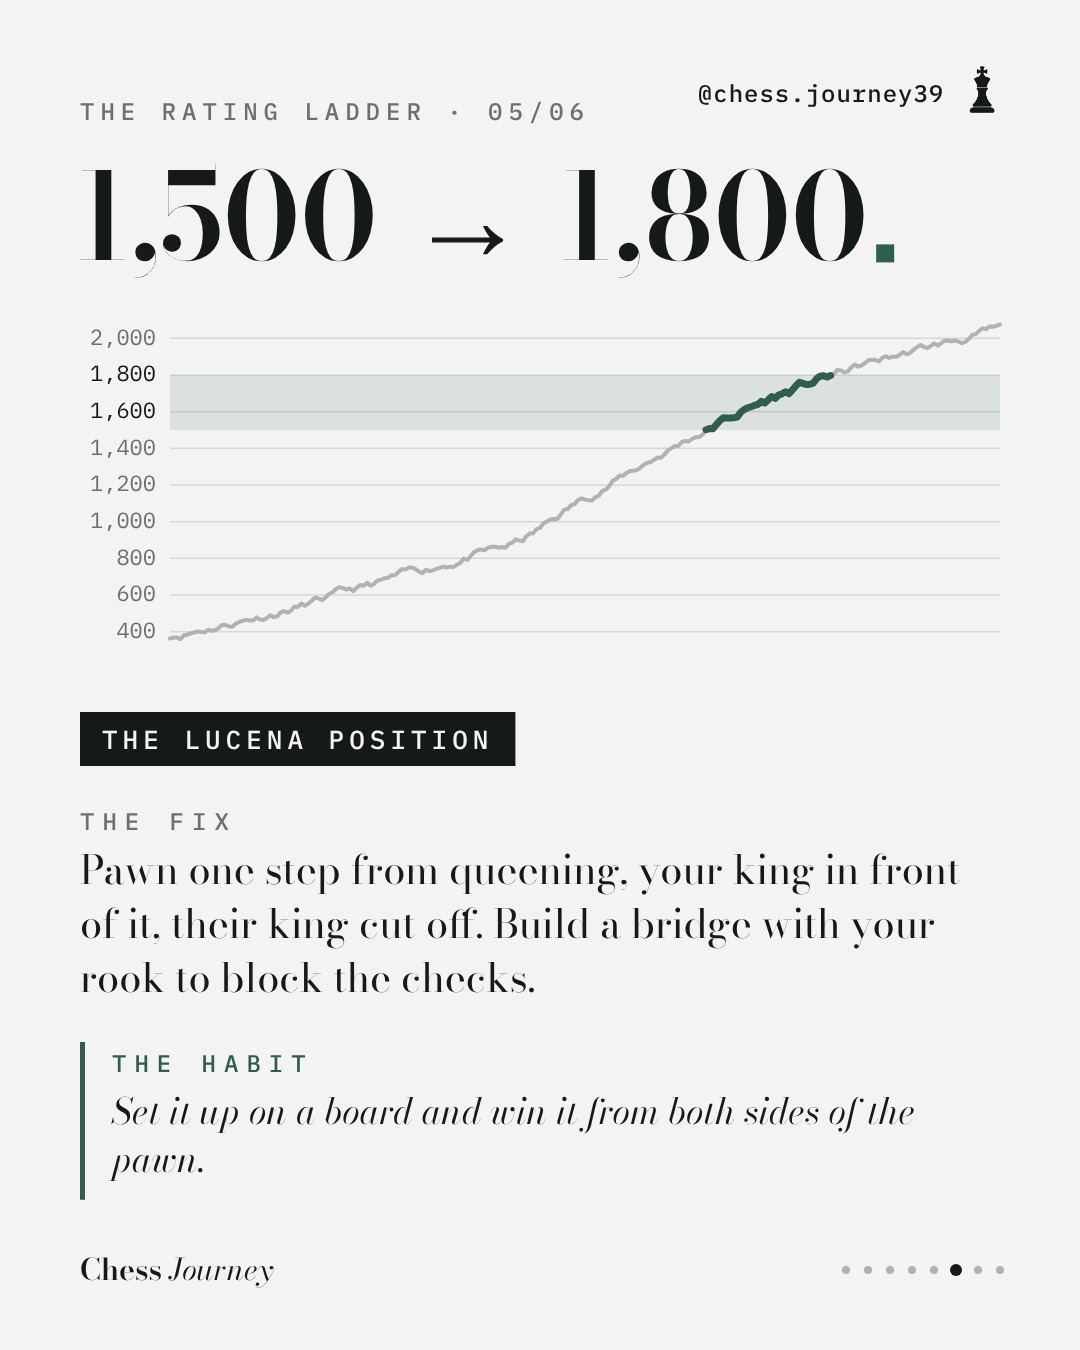 THE RATING LADDER · 05/06
@chess.journey39
1,500 → 1,800.
2,000
1,800
1,600
1,400
1,200
1,000
800
600
400
THE LUCENA POSITION
THE FIX
Pawn one step from queening, your king in front
of it, their king cut off. Build a bridge with your
rook to block the checks.
THE HABIT
Set it up on a board and win it from both sides of the
pawn.
Chess Journey